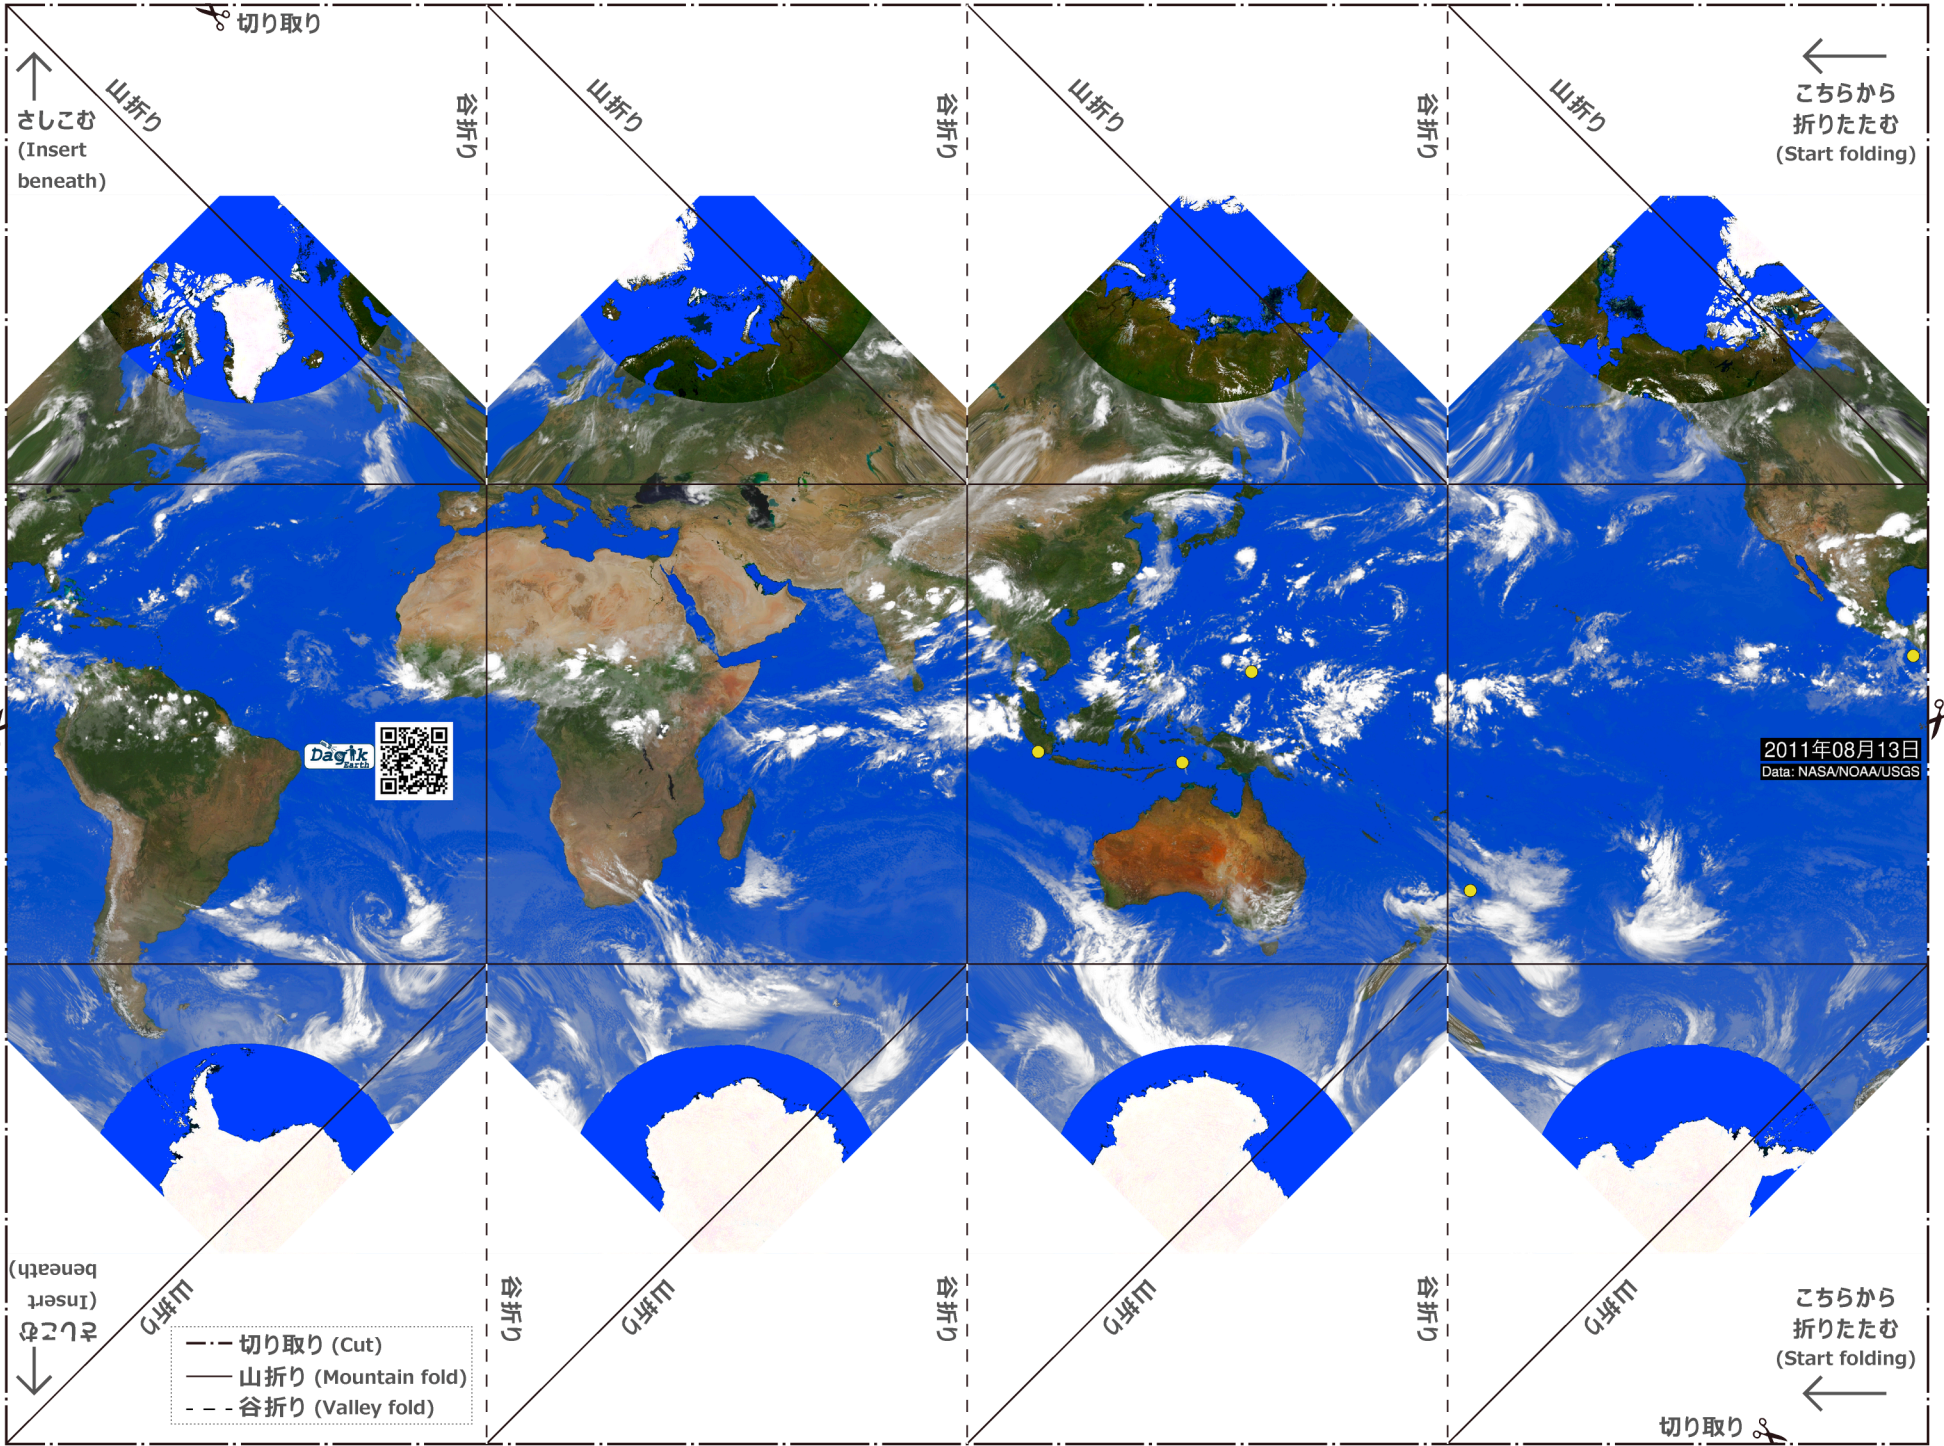 切り取り
山折り
谷折り
山折り
谷折り
山折り
谷折り
山折り
こちらから
折りたたむ
(Start folding)
さしこむ
(Insert
beneath)
Dagik
Earth
2011年08月13日
Data: NASA/NOAA/USGS
さしこむ
(Insert
beneath)
山折り
谷折り
山折り
谷折り
山折り
谷折り
山折り
こちらから
折りたたむ
(Start folding)
切り取り (Cut)
山折り (Mountain fold)
谷折り (Valley fold)
切り取り